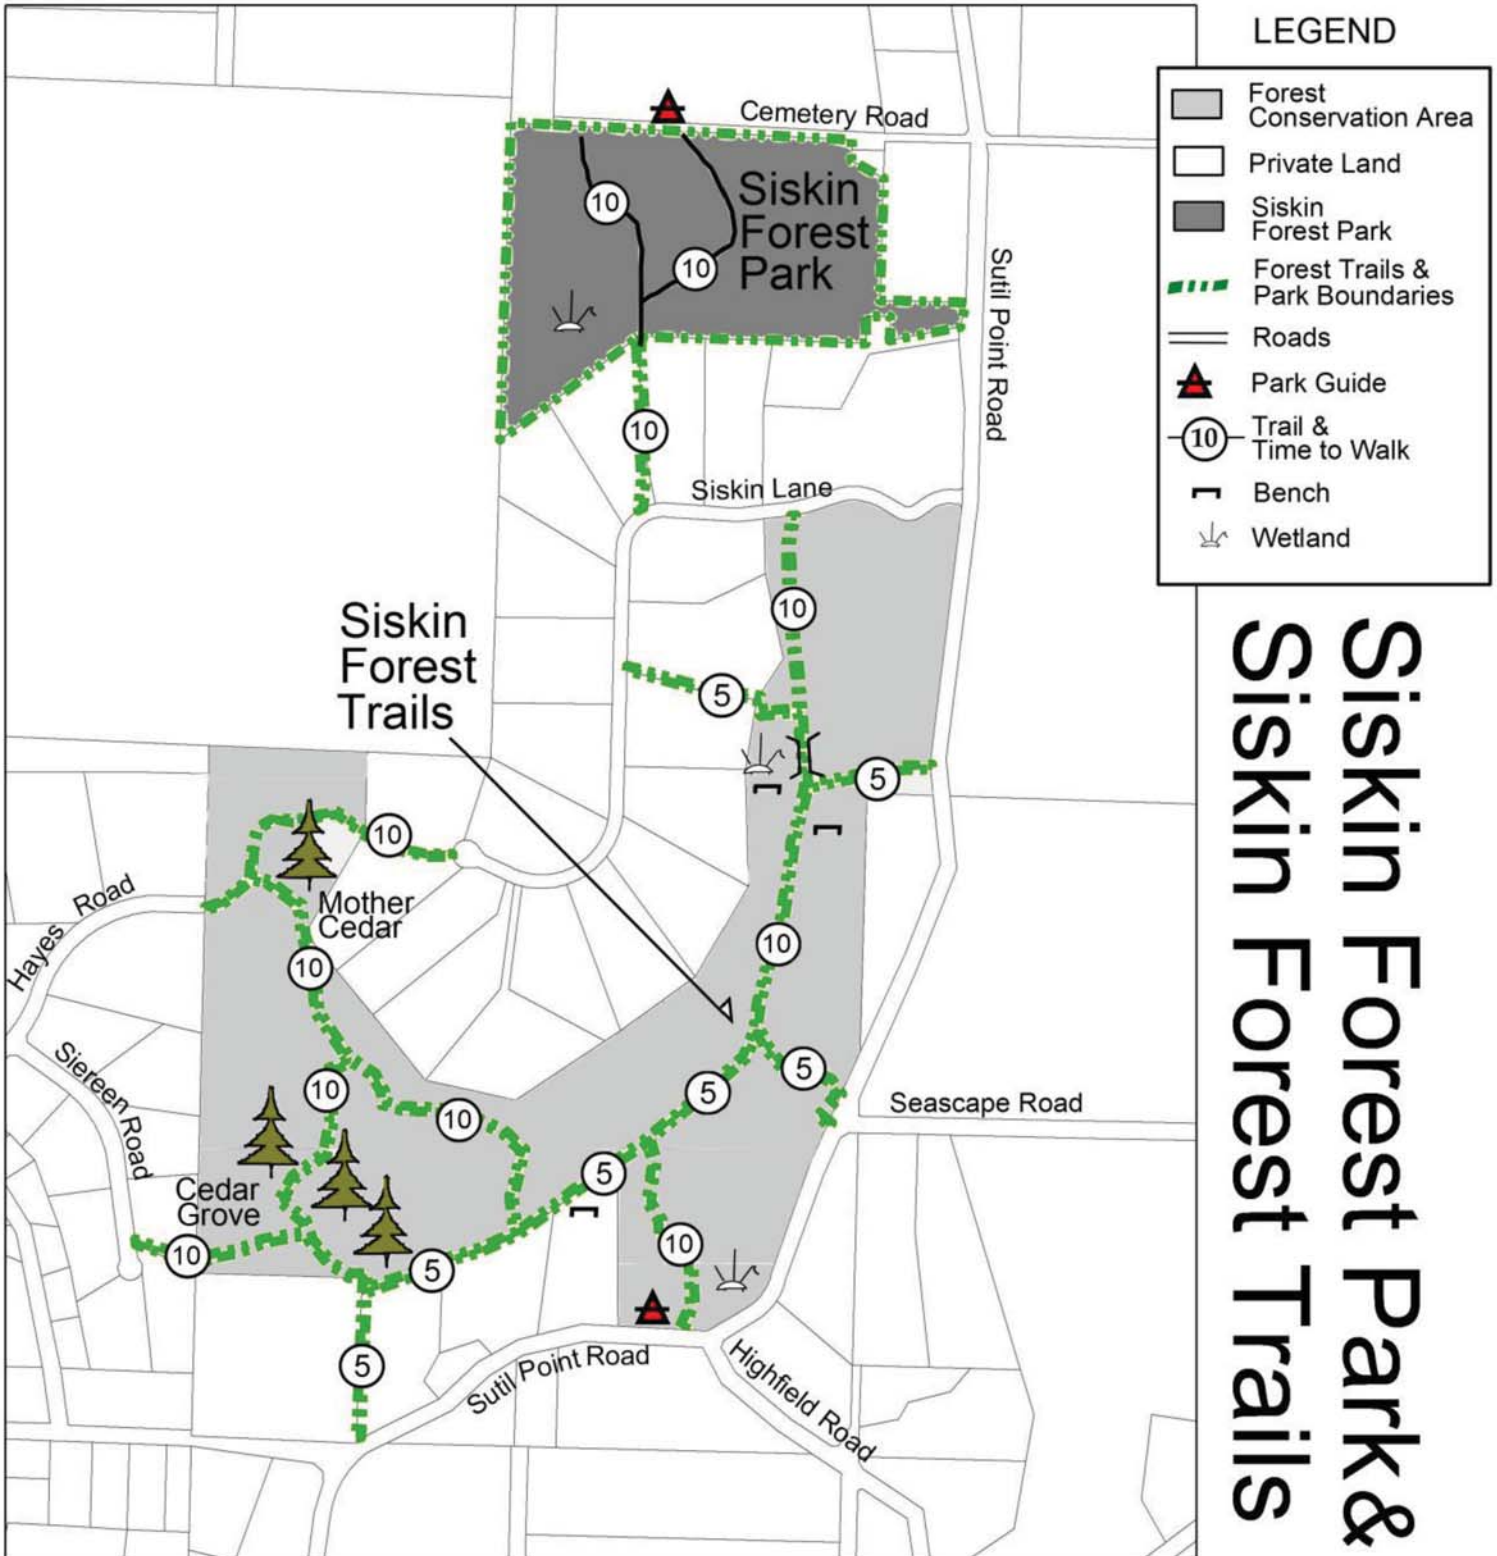 LEGEND
Forest
Conservation Area
Private Land
Siskin
Forest Park
Forest Trails &
Park Boundaries
Roads
Park Guide
10
Trail &
Time to Walk
Bench
Wetland
Cemetery Road
10
Siskin
Forest
Park
10
Sutil Point Road
10
Siskin Lane
10
Siskin
Forest
Trails
5
5
10
Mother
Cedar
Hayes Road
10
10
Siereen Road
10
10
5
5
Seascape Road
5
Cedar
Grove
10
5
10
5
Sutil Point Road
Highfield Road
Siskin Forest Park&
Siskin Forest Trails